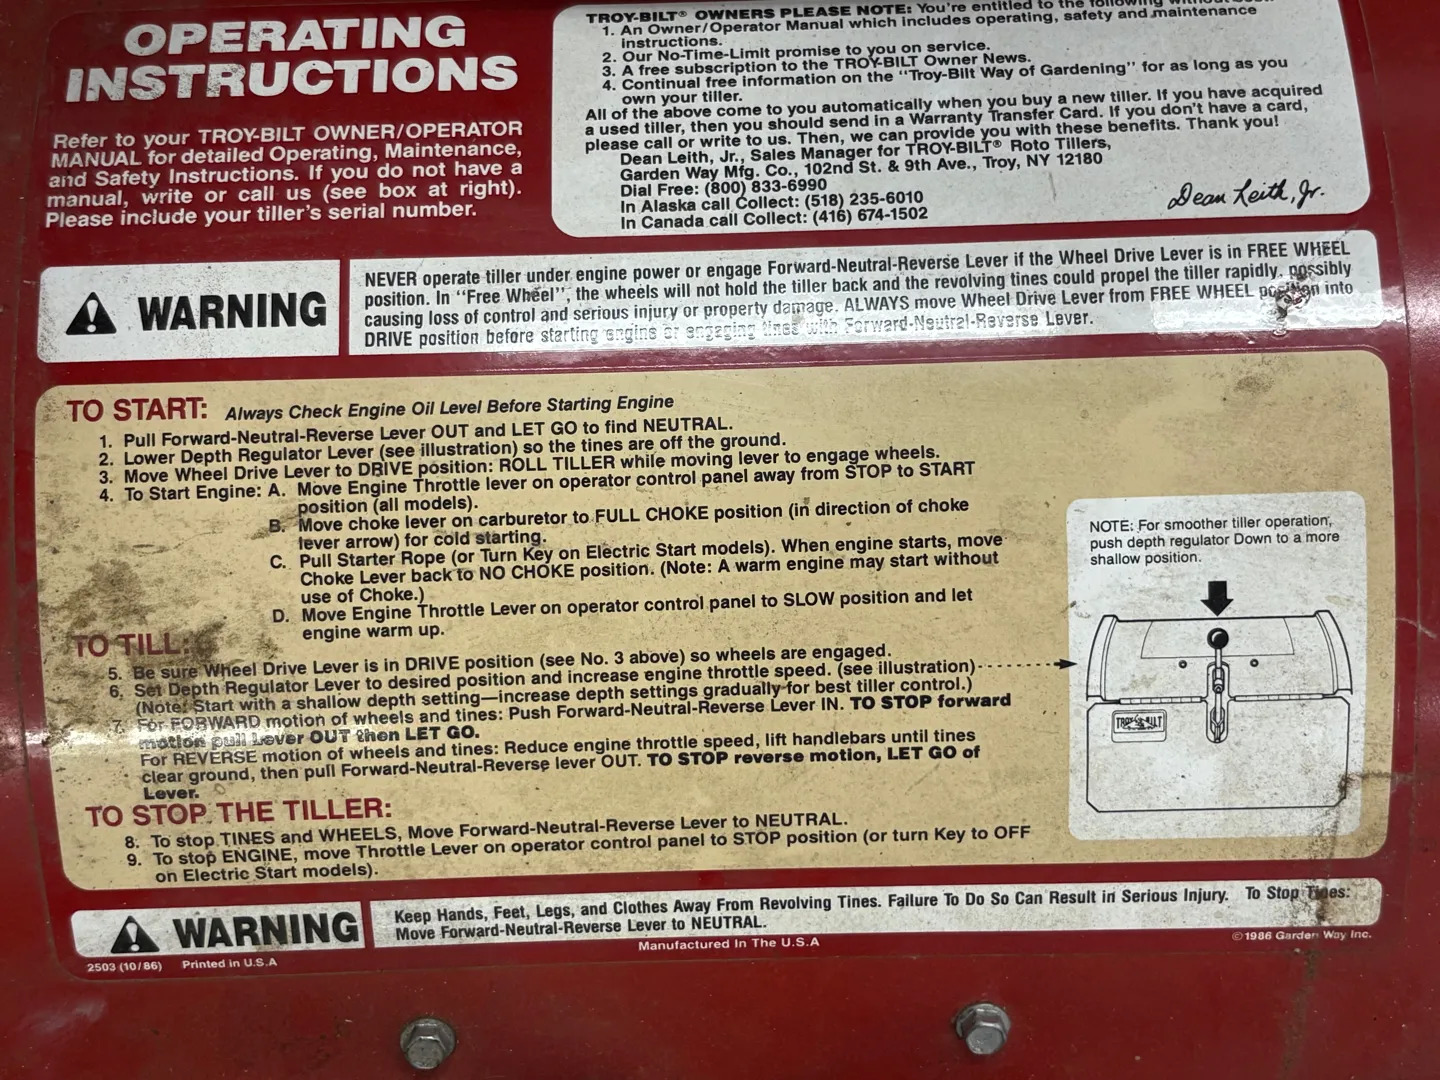 OPERATING
INSTRUCTIONS
Refer to your TROY-BILT OWNER/OPERATOR
MANUAL for detailed Operating, Maintenance,
and Safety Instructions. If you do not have a
manual, write or call us (see box at right).
Please include your tiller's serial number.
TROY-BILT® OWNERS PLEASE NOTE: You're entitled to the following
1. An Owner/Operator Manual which includes operating, safety and maintenance
instructions.
2. Our No-Time-Limit promise to you on service.
3. A free subscription to the TROY-BILT Owner News.
4. Continual free information on the "Troy-Bilt Way of Gardening" for as long as you
own your tiller.
All of the above come to you automatically when you buy a new tiller. If you have acquired
a used tiller, then you should send in a Warranty Transfer Card. If you don't have a card,
please call or write to us. Then, we can provide you with these benefits. Thank you!
Dean Leith, Jr., Sales Manager for TROY-BILT® Roto Tillers,
Garden Way Mfg. Co., 102nd St. & 9th Ave., Troy, NY 12180
Dial Free: (800) 833-6990
In Alaska call Collect: (518) 235-6010
In Canada call Collect: (416) 674-1502
Dean Leith, Jr.
WARNING
NEVER operate tiller under engine power or engage Forward-Neutral-Reverse Lever if the Wheel Drive Lever is in FREE WHEEL
position. In "Free Wheel", the wheels will not hold the tiller back and the revolving tines could propel the tiller rapidly, possibly
causing loss of control and serious injury or property damage. ALWAYS move Wheel Drive Lever from FREE WHEEL position into
DRIVE position before starting engine or engaging tines with Forward-Neutral-Reverse Lever.
TO START: Always Check Engine Oil Level Before Starting Engine
1. Pull Forward-Neutral-Reverse Lever OUT and LET GO to find NEUTRAL.
2. Lower Depth Regulator Lever (see illustration) so the tines are off the ground.
3. Move Wheel Drive Lever to DRIVE position: ROLL TILLER while moving lever to engage wheels.
4. To Start Engine: A. Move Engine Throttle lever on operator control panel away from STOP to START
position (all models).
B. Move choke lever on carburetor to FULL CHOKE position (in direction of choke
lever arrow) for cold starting.
C. Pull Starter Rope (or Turn Key on Electric Start models). When engine starts, move
Choke Lever back to NO CHOKE position. (Note: A warm engine may start without
use of Choke.)
D. Move Engine Throttle Lever on operator control panel to SLOW position and let
engine warm up.
TO TILL:
5. Be sure Wheel Drive Lever is in DRIVE position (see No. 3 above) so wheels are engaged.
6. Set Depth Regulator Lever to desired position and increase engine throttle speed. (see illustration)
(Note: Start with a shallow depth setting—increase depth settings gradually for best tiller control.)
7. For FORWARD motion of wheels and tines: Push Forward-Neutral-Reverse Lever IN. TO STOP forward
motion pull Lever OUT then LET GO.
For REVERSE motion of wheels and tines: Reduce engine throttle speed, lift handlebars until tines
clear ground, then pull Forward-Neutral-Reverse lever OUT. TO STOP reverse motion, LET GO of
Lever.
TO STOP THE TILLER:
8. To stop TINES and WHEELS, Move Forward-Neutral-Reverse Lever to NEUTRAL.
9. To stop ENGINE, move Throttle Lever on operator control panel to STOP position (or turn Key to OFF
on Electric Start models).
NOTE: For smoother tiller operation,
push depth regulator Down to a more
shallow position.
TROY-BILT
WARNING
Keep Hands, Feet, Legs, and Clothes Away From Revolving Tines. Failure To Do So Can Result in Serious Injury. To Stop Tines:
Move Forward-Neutral-Reverse Lever to NEUTRAL.
2503 (10/86) Printed in U.S.A
Manufactured In The U.S.A
©1986 Garden Way Inc.